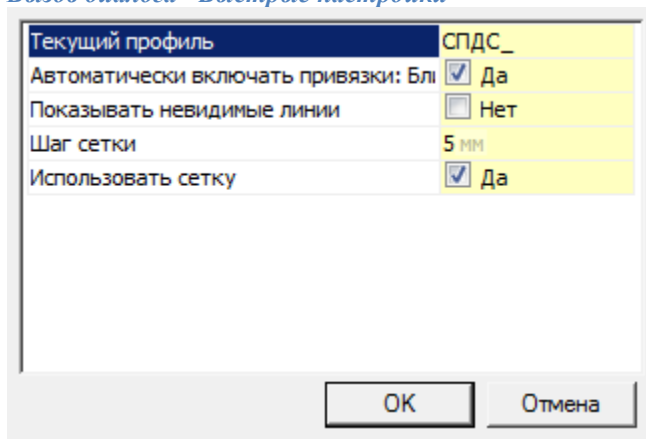 Текущий профиль СПДС_
Автоматически включать привязки: Бли Да
Показывать невидимые линии Нет
Шаг сетки 5 мм
Использовать сетку Да
OK Отмена